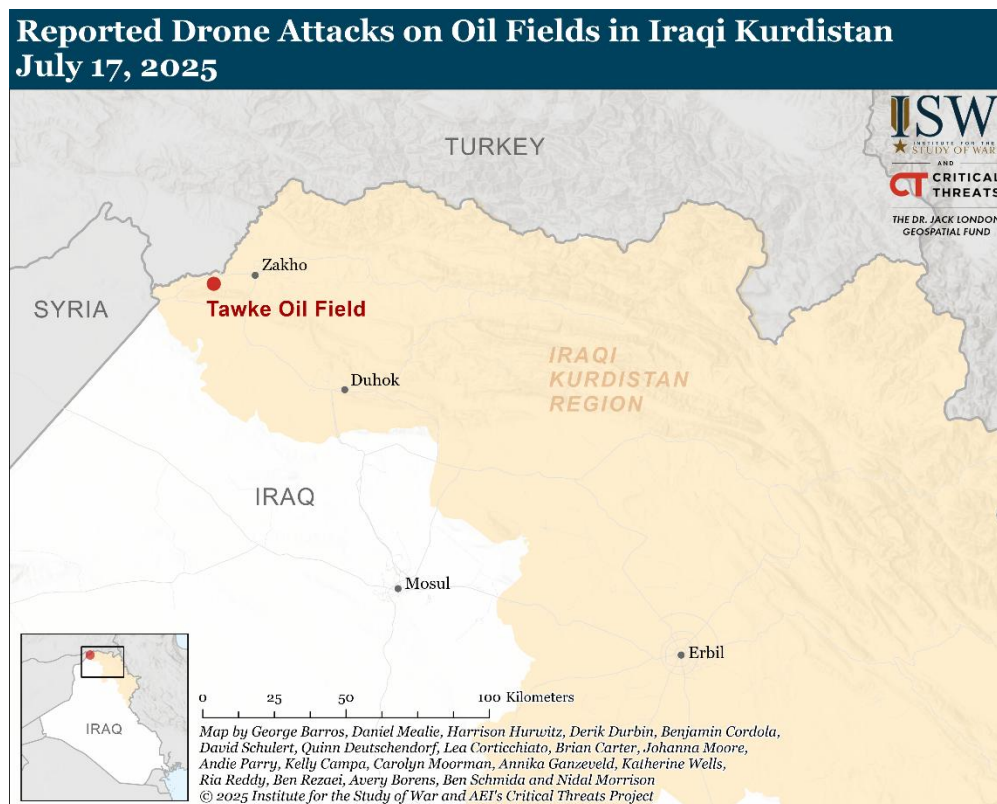 Reported Drone Attacks on Oil Fields in Iraqi Kurdistan
July 17, 2025
ISW
INSTITUTE FOR THE
STUDY OF WAR
AND
CT CRITICAL
THREATS
THE DR. JACK LONDON
GEOSPATIAL FUND
TURKEY
Zakho
SYRIA
Tawke Oil Field
IRAQI
KURDISTAN
REGION
Duhok
IRAQ
Mosul
Erbil
IRAQ
0 25 50 100 Kilometers
Map by George Barros, Daniel Mealie, Harrison Hurwitz, Derik Durbin, Benjamin Cordola,
David Schulert, Quinn Deutschendorf, Lea Corticchiato, Brian Carter, Johanna Moore,
Andie Parry, Kelly Campa, Carolyn Moorman, Annika Ganzeveld, Katherine Wells,
Ria Reddy, Ben Rezaei, Avery Borens, Ben Schmida and Nidal Morrison
© 2025 Institute for the Study of War and AEI's Critical Threats Project